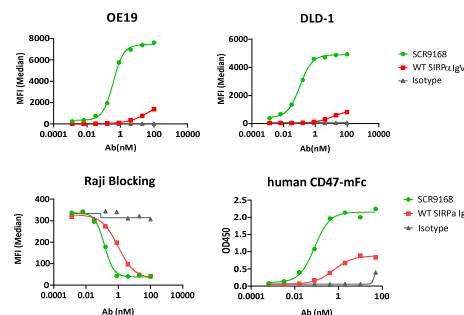 OE19
MFI (Median)
8000
6000
4000
2000
0
0.0001 0.01 1 100 10000
Ab(nM)
DLD-1
MFI (Median)
6000
4000
2000
0
0.0001 0.01 1 100 10000
Ab(nM)
SCR9168
WT SIRPα IgV
Isotype
Raji Blocking
MFI (Median)
400
300
200
100
0
0.0001 0.01 1 100 10000
Ab (nM)
human CD47-mFc
OD450
2.5
2.0
1.5
1.0
0.5
0.0
0.0001 0.01 1 100
Ab (nM)
SCR9168
WT SIRPa Ig
Isotype